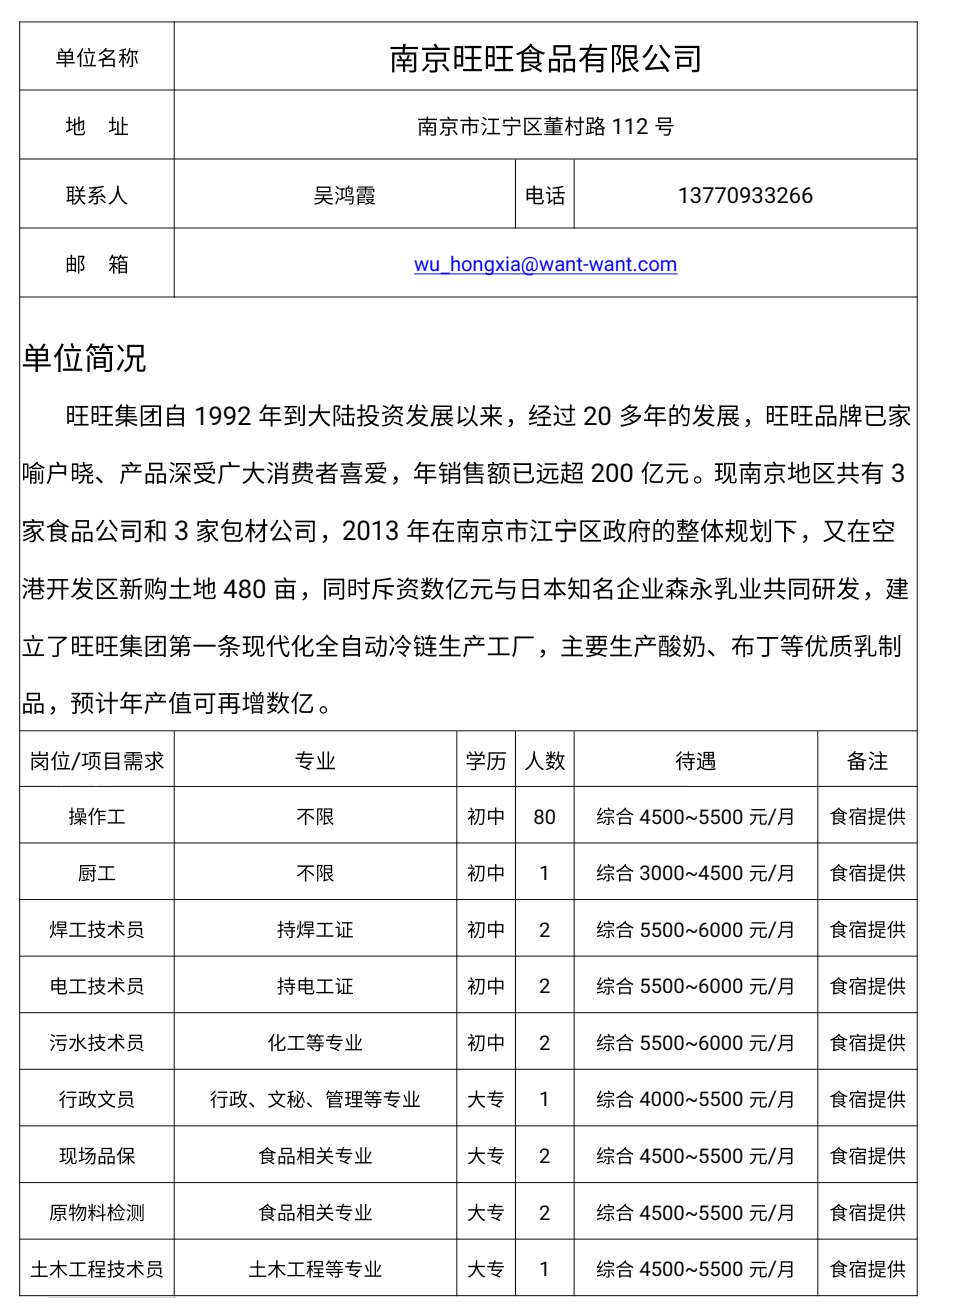 单位名称 南京旺旺食品有限公司
地 址 南京市江宁区董村路 112 号
联系人 吴鸿霞 电话 13770933266
邮 箱 wu_hongxia@want-want.com
单位简况
旺旺集团自 1992 年到大陆投资发展以来，经过 20 多年的发展，旺旺品牌已家
喻户晓、产品深受广大消费者喜爱，年销售额已远超 200 亿元。现南京地区共有 3
家食品公司和 3 家包材公司，2013 年在南京市江宁区政府的整体规划下，又在空
港开发区新购土地 480 亩，同时斥资数亿元与日本知名企业森永乳业共同研发，建
立了旺旺集团第一条现代化全自动冷链生产工厂，主要生产酸奶、布丁等优质乳制
品，预计年产值可再增数亿。
岗位/项目需求 专业 学历 人数 待遇 备注
操作工 不限 初中 80 综合 4500~5500 元/月 食宿提供
厨工 不限 初中 1 综合 3000~4500 元/月 食宿提供
焊工技术员 持焊工证 初中 2 综合 5500~6000 元/月 食宿提供
电工技术员 持电工证 初中 2 综合 5500~6000 元/月 食宿提供
污水技术员 化工等专业 初中 2 综合 5500~6000 元/月 食宿提供
行政文员 行政、文秘、管理等专业 大专 1 综合 4000~5500 元/月 食宿提供
现场品保 食品相关专业 大专 2 综合 4500~5500 元/月 食宿提供
原物料检测 食品相关专业 大专 2 综合 4500~5500 元/月 食宿提供
土木工程技术员 土木工程等专业 大专 1 综合 4500~5500 元/月 食宿提供